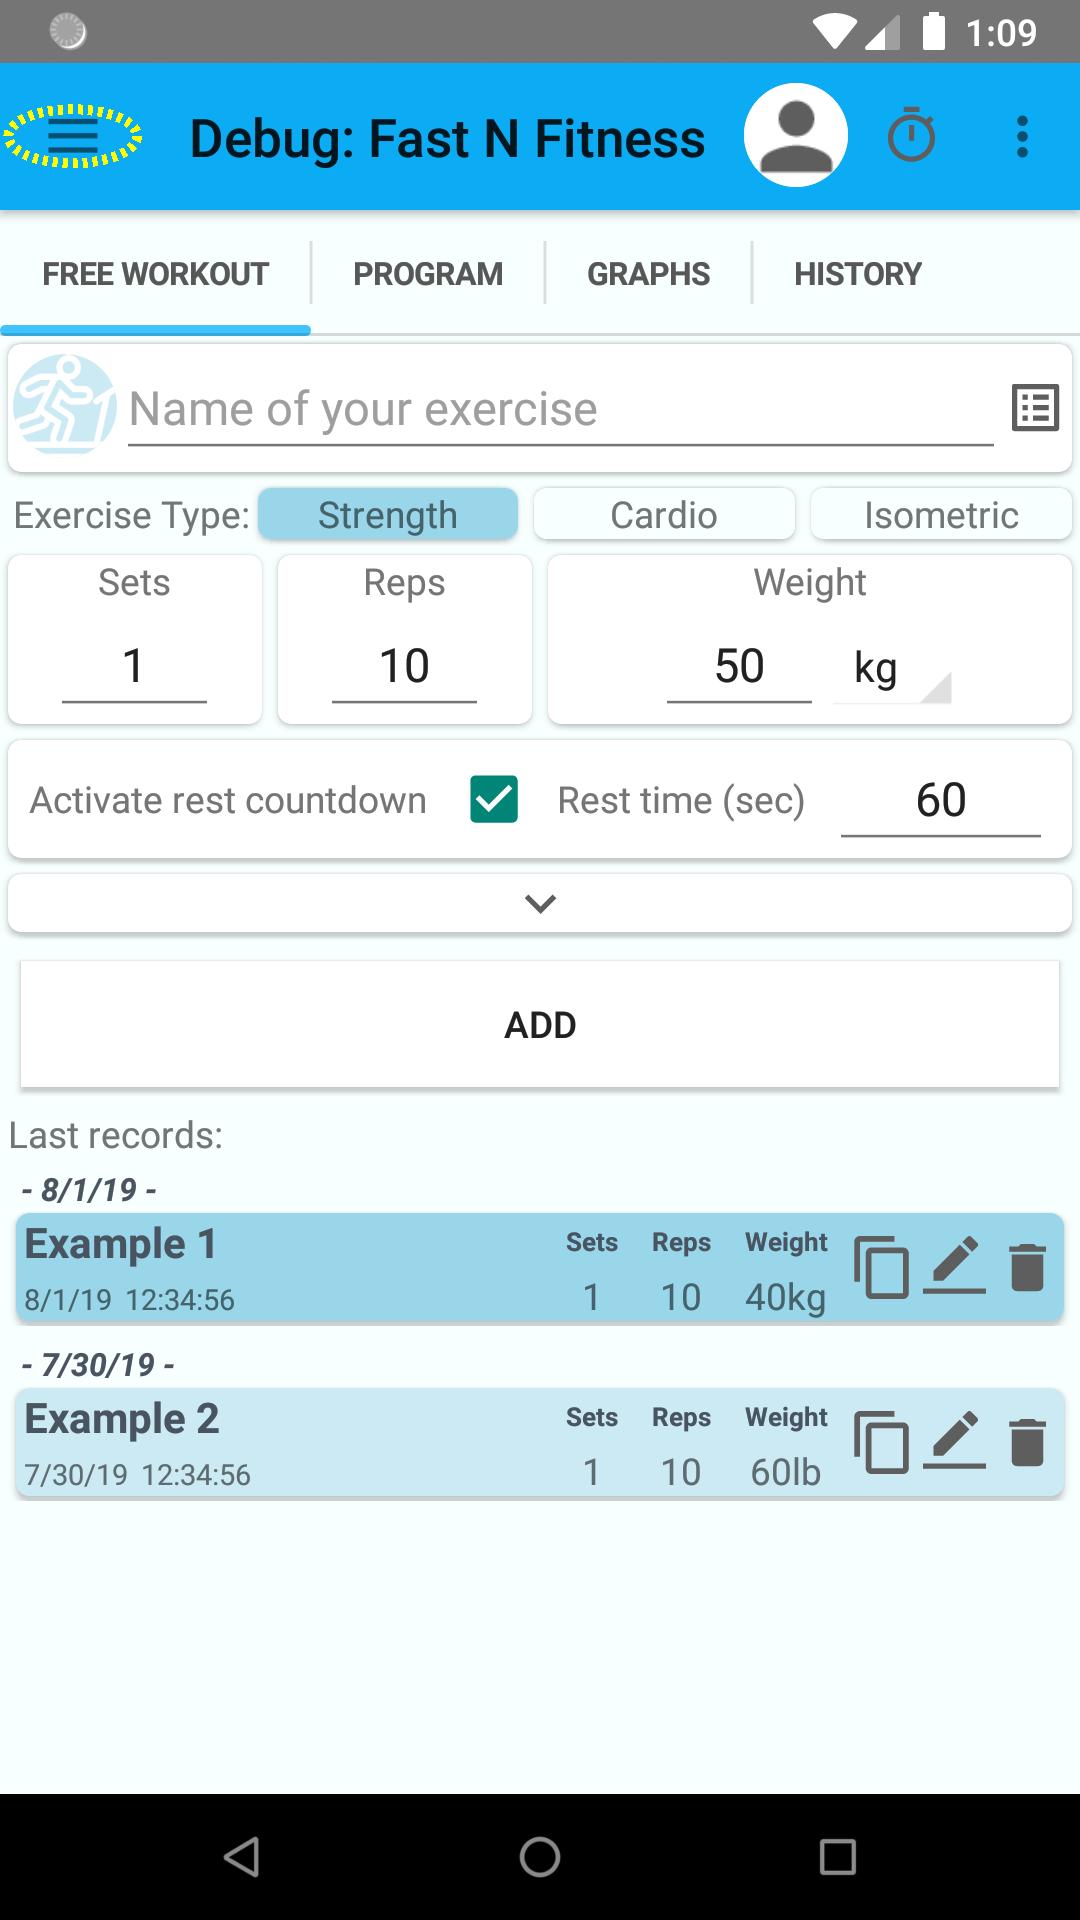 1:09
Debug: Fast N Fitness
FREE WORKOUT PROGRAM GRAPHS HISTORY
Name of your exercise
Exercise Type: Strength Cardio Isometric
Sets Reps Weight
1 10 50 kg
Activate rest countdown Rest time (sec) 60
ADD
Last records:
- 8/1/19 -
Example 1 Sets Reps Weight
8/1/19 12:34:56 1 10 40kg
- 7/30/19 -
Example 2 Sets Reps Weight
7/30/19 12:34:56 1 10 60lb